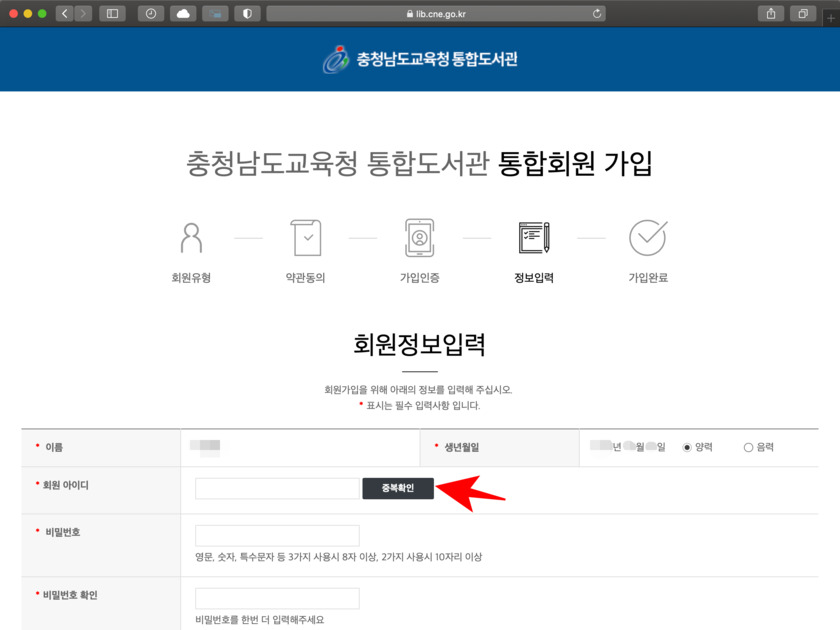 lib.cne.go.kr
충청남도교육청 통합도서관
충청남도교육청 통합도서관 통합회원 가입
회원유형
약관동의
가입인증
정보입력
가입완료
회원정보입력
회원가입을 위해 아래의 정보를 입력해 주십시오.
* 표시는 필수 입력사항 입니다.
* 이름
* 생년월일
년 월 일 양력 음력
* 회원 아이디
중복확인
* 비밀번호
영문, 숫자, 특수문자 등 3가지 사용시 8자 이상, 2가지 사용시 10자리 이상
* 비밀번호 확인
비밀번호를 한번 더 입력해주세요